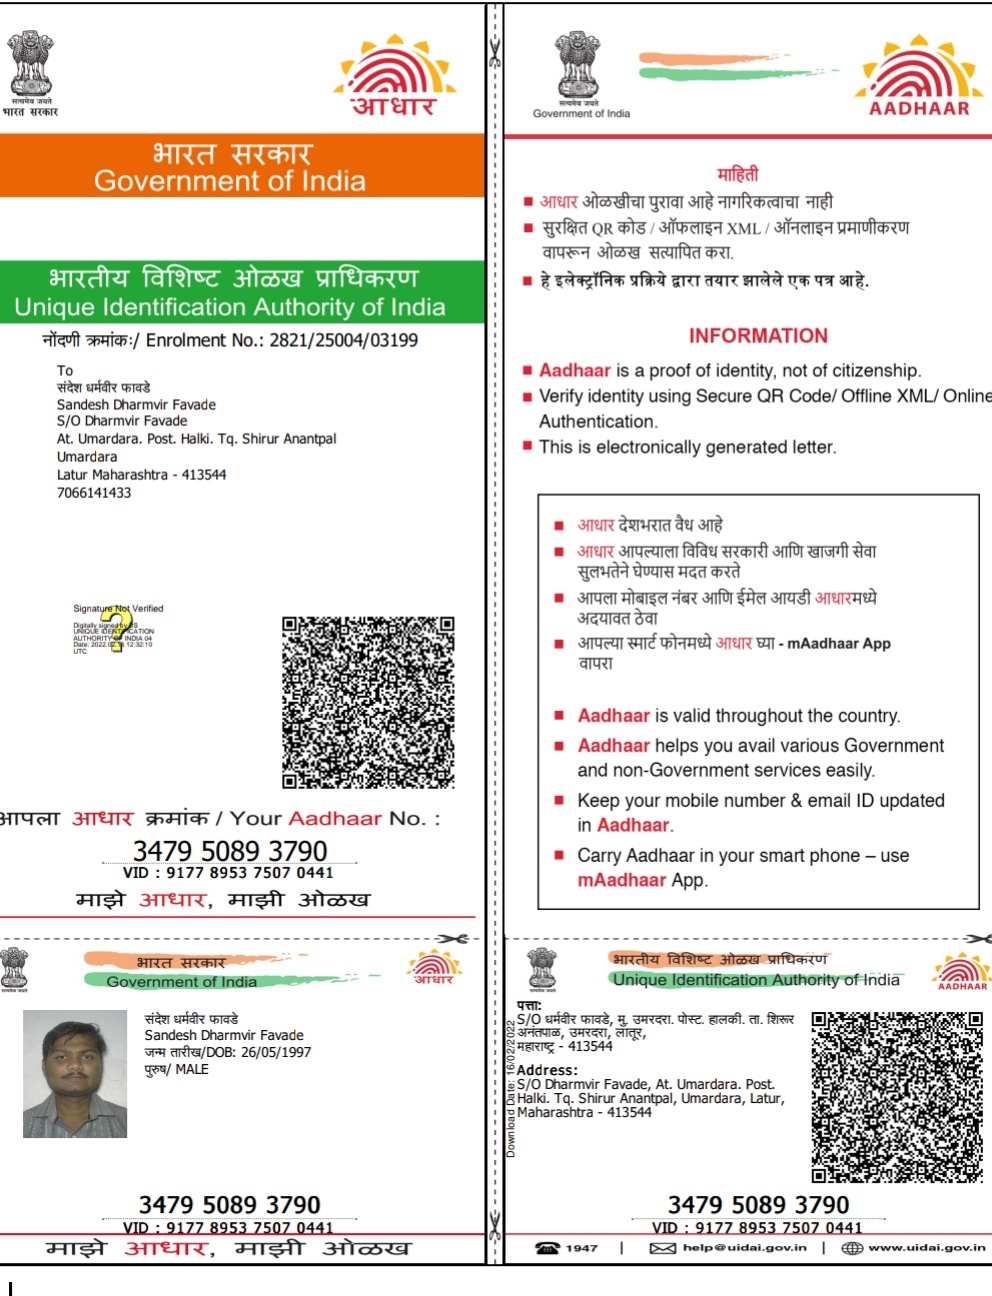 सत्यमेव जयते
भारत सरकार
आधार
भारत सरकार
Government of India
भारतीय विशिष्ट ओळख प्राधिकरण
Unique Identification Authority of India
नोंदणी क्रमांकः/ Enrolment No.: 2821/25004/03199
To
संदेश धर्मवीर फावडे
Sandesh Dharmvir Favade
S/O Dharmvir Favade
At. Umardara. Post. Halki. Tq. Shirur Anantpal
Umardara
Latur Maharashtra - 413544
7066141433
Signature Not Verified
Digitally signed by DS
UNIQUE IDENTIFICATION
AUTHORITY OF INDIA 04
Date: 2022.02.16 12:32:10
UTC
आपला आधार क्रमांक / Your Aadhaar No. :
3479 5089 3790
VID : 9177 8953 7507 0441
माझे आधार, माझी ओळख
सत्यमेव जयते
Government of India
AADHAAR
माहिती
आधार ओळखीचा पुरावा आहे नागरिकत्वाचा नाही
सुरक्षित QR कोड / ऑफलाइन XML / ऑनलाइन प्रमाणीकरण
वापरून ओळख सत्यापित करा.
हे इलेक्ट्रॉनिक प्रक्रिये द्वारा तयार झालेले एक पत्र आहे.
INFORMATION
Aadhaar is a proof of identity, not of citizenship.
Verify identity using Secure QR Code/ Offline XML/ Online
Authentication.
This is electronically generated letter.
आधार देशभरात वैध आहे
आधार आपल्याला विविध सरकारी आणि खाजगी सेवा
सुलभतेने घेण्यास मदत करते
आपला मोबाइल नंबर आणि ईमेल आयडी आधारमध्ये
अदयावत ठेवा
आपल्या स्मार्ट फोनमध्ये आधार घ्या - mAadhaar App
वापरा
Aadhaar is valid throughout the country.
Aadhaar helps you avail various Government
and non-Government services easily.
Keep your mobile number & email ID updated
in Aadhaar.
Carry Aadhaar in your smart phone – use
mAadhaar App.
सत्यमेव जयते
भारत सरकार
Government of India
आधार
संदेश धर्मवीर फावडे
Sandesh Dharmvir Favade
जन्म तारीख/DOB: 26/05/1997
पुरुष/ MALE
3479 5089 3790
VID : 9177 8953 7507 0441
माझे आधार, माझी ओळख
सत्यमेव जयते
भारतीय विशिष्ट ओळख प्राधिकरण
Unique Identification Authority of India
AADHAAR
Download Date: 16/02/2022
पत्ता:
S/O धर्मवीर फावडे, मु. उमरदरा. पोस्ट. हालकी. ता. शिरूर
अनंतपाळ, उमरदरा, लातूर,
महाराष्ट्र - 413544
Address:
S/O Dharmvir Favade, At. Umardara. Post.
Halki. Tq. Shirur Anantpal, Umardara, Latur,
Maharashtra - 413544
3479 5089 3790
VID : 9177 8953 7507 0441
1947 | help@uidai.gov.in | www.uidai.gov.in